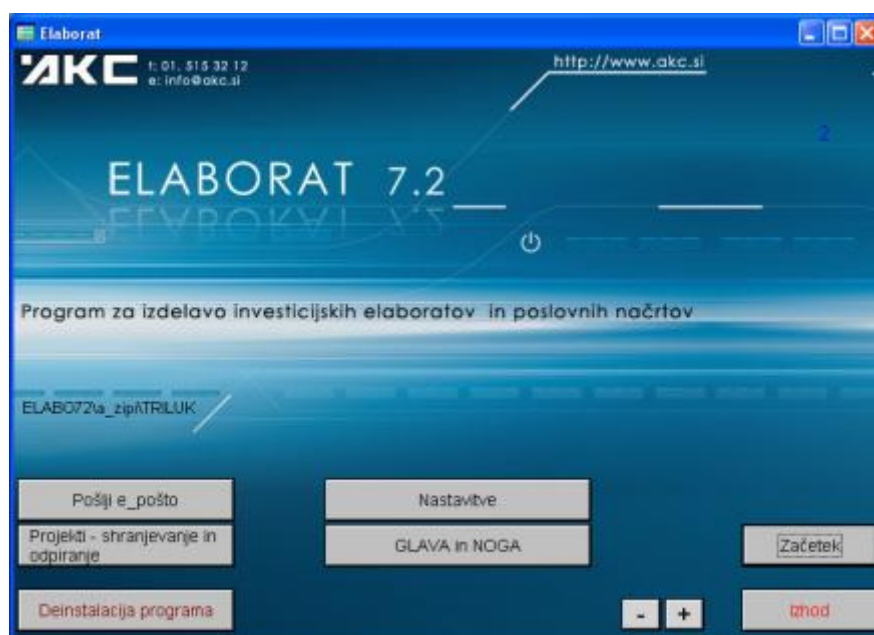 Elaborat
AKC
t: 01. 515 32 12
e: info@akc.si
http://www.akc.si
2
ELABORAT 7.2
Program za izdelavo investicijskih elaboratov in poslovnih načrtov
ELABO72\a_zip\TRILUK
Pošlji e_pošto
Nastavitve
Projekti - shranjevanje in
odpiranje
GLAVA in NOGA
Začetek
Deinstalacija programa
-
+
Izhod